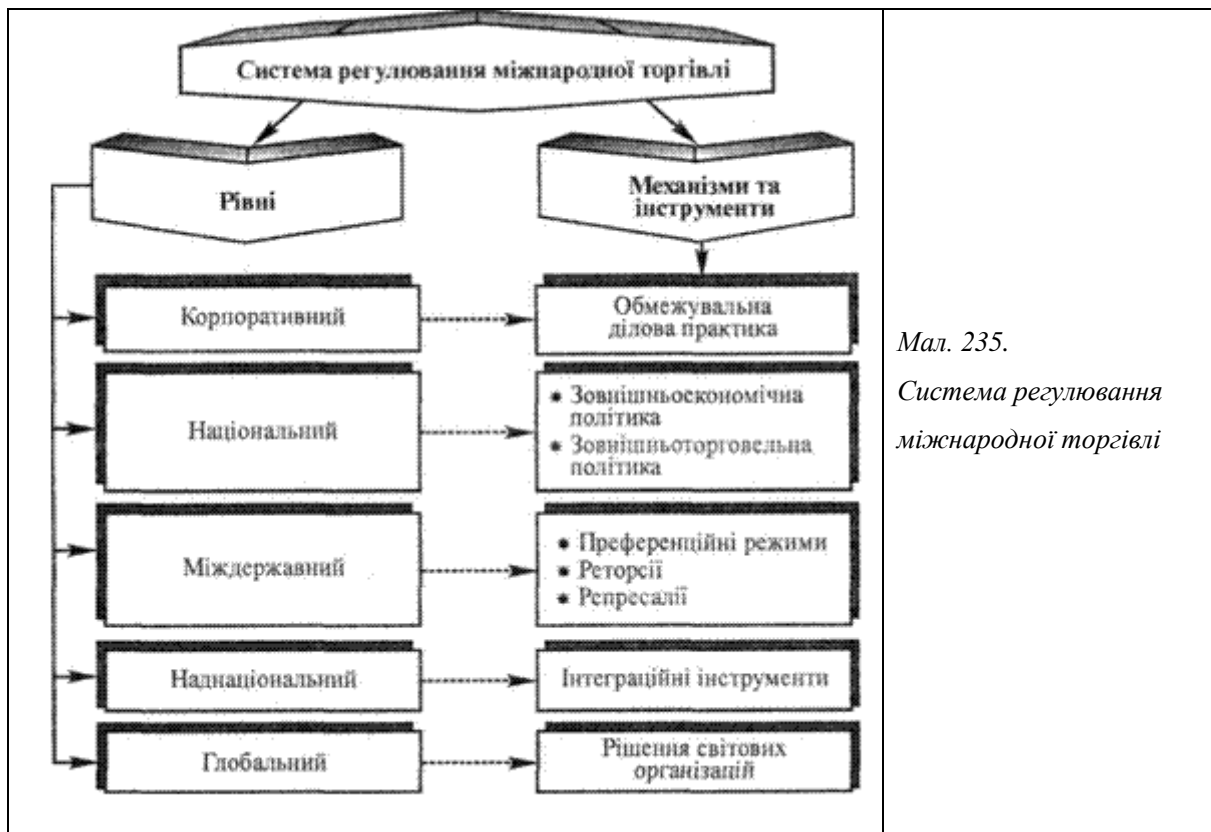 Система регулювання міжнародної торгівлі
Рівні
Механізми та
інструменти
Корпоративний
Обмежувальна
ділова практика
Національний
• Зовнішньоекономічна
політика
• Зовнішньоторговельна
політика
Міждержавний
• Преференційні режими
• Реторсії
• Репресалії
Наднаціональний
Інтеграційні інструменти
Глобальний
Рішення світових
організацій
Мал. 235.
Система регулювання
міжнародної торгівлі